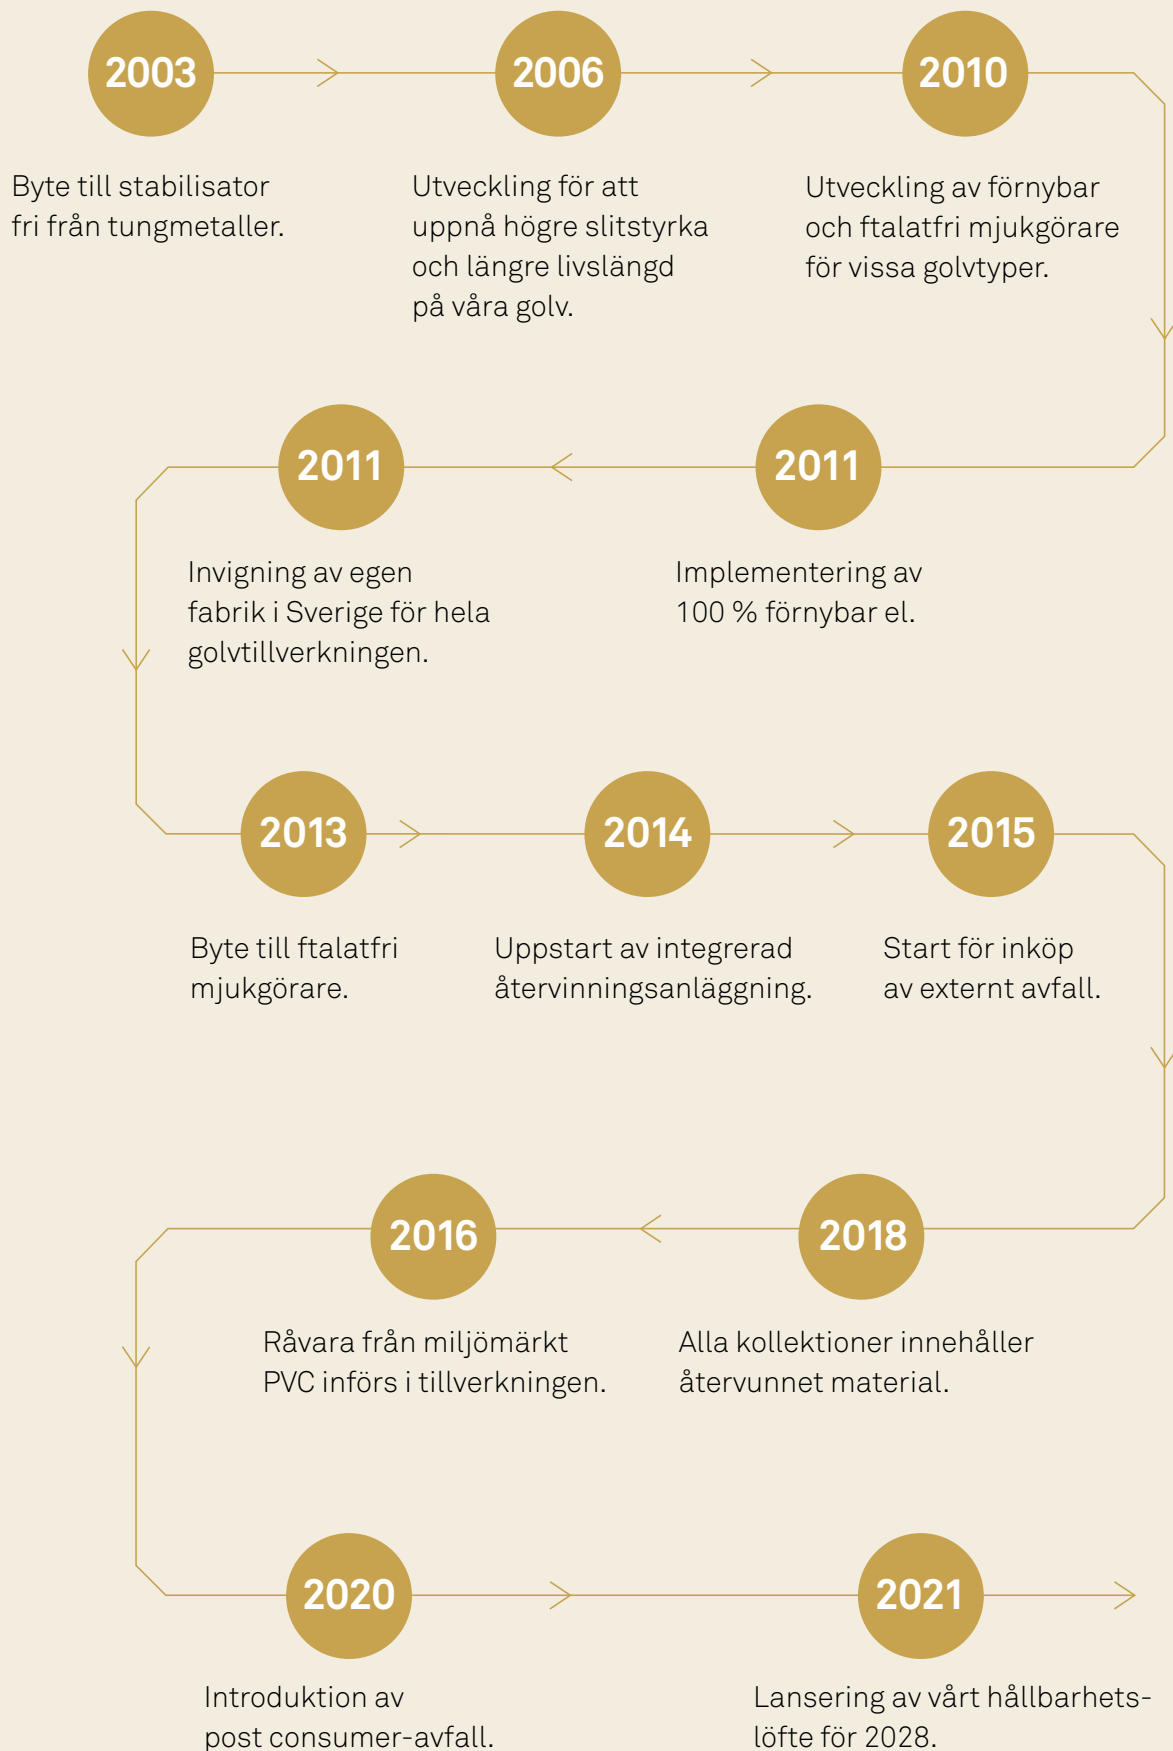 2003
Byte till stabilisator
fri från tungmetaller.
2006
Utveckling för att
uppnå högre slitstyrka
och längre livslängd
på våra golv.
2010
Utveckling av förnybar
och ftalatfri mjukgörare
för vissa golvtyper.
2011
Implementering av
100 % förnybar el.
2011
Invigning av egen
fabrik i Sverige för hela
golvtillverkningen.
2013
Byte till ftalatfri
mjukgörare.
2014
Uppstart av integrerad
återvinningsanläggning.
2015
Start för inköp
av externt avfall.
2018
Alla kollektioner innehåller
återvunnet material.
2016
Råvara från miljömärkt
PVC införs i tillverkningen.
2020
Introduktion av
post consumer-avfall.
2021
Lansering av vårt hållbarhets-
löfte för 2028.